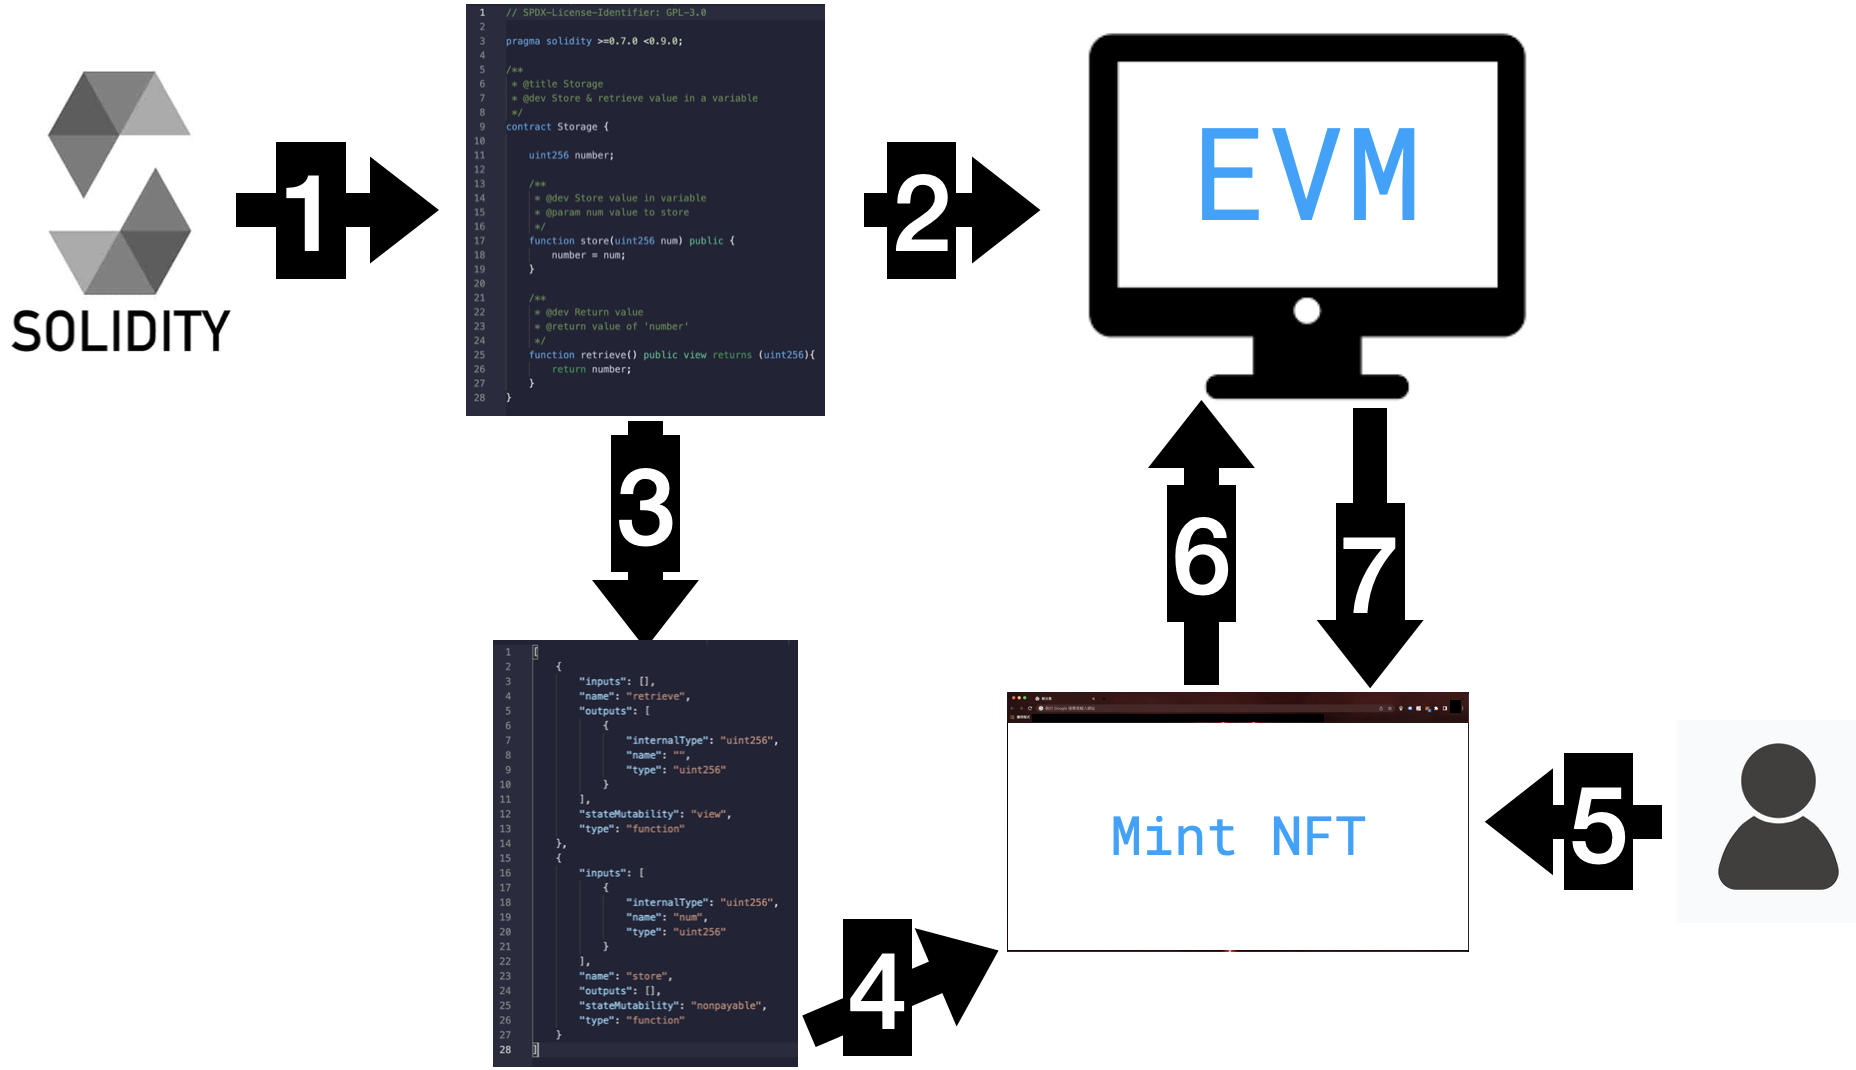 SOLIDITY
1
1 // SPDX-License-Identifier: GPL-3.0
2
3 pragma solidity >=0.7.0 <0.9.0;
4
5 /**
6 * @title Storage
7 * @dev Store & retrieve value in a variable
8 */
9 contract Storage {
10
11 uint256 number;
12
13 /**
14 * @dev Store value in variable
15 * @param num value to store
16 */
17 function store(uint256 num) public {
18 number = num;
19 }
20
21 /**
22 * @dev Return value
23 * @return value of 'number'
24 */
25 function retrieve() public view returns (uint256){
26 return number;
27 }
28 }
2
EVM
3
1 [
2 {
3 "inputs": [],
4 "name": "retrieve",
5 "outputs": [
6 {
7 "internalType": "uint256",
8 "name": "",
9 "type": "uint256"
10 }
11 ],
12 "stateMutability": "view",
13 "type": "function"
14 },
15 {
16 "inputs": [
17 {
18 "internalType": "uint256",
19 "name": "num",
20 "type": "uint256"
21 }
22 ],
23 "name": "store",
24 "outputs": [],
25 "stateMutability": "nonpayable",
26 "type": "function"
27 }
28 ]
4
6
7
Mint NFT
5